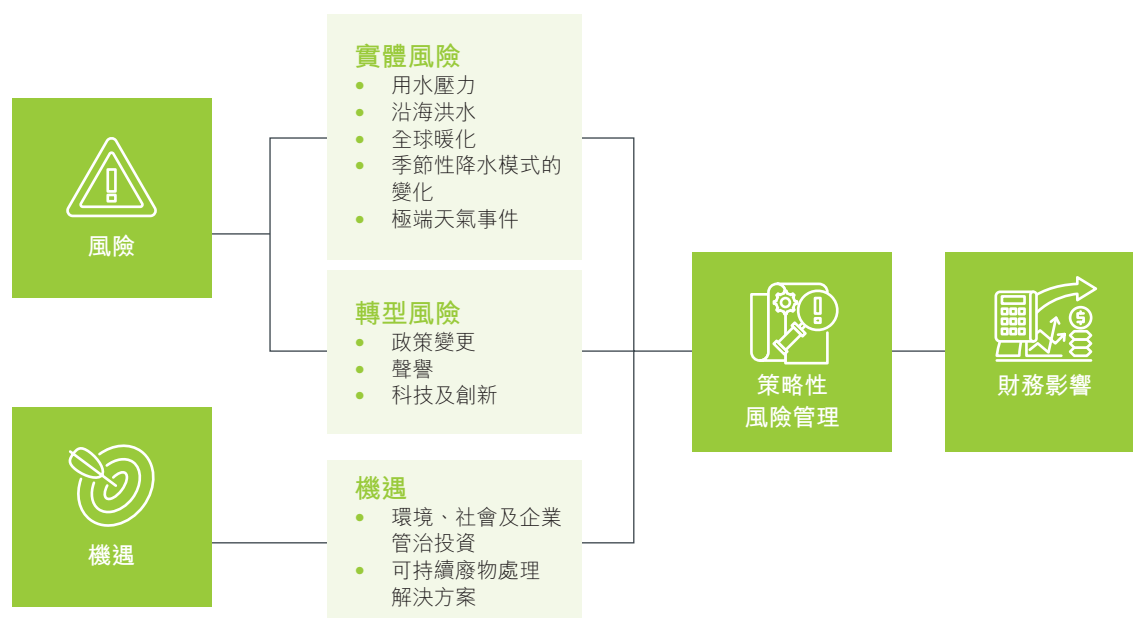 風險
實體風險
• 用水壓力
• 沿海洪水
• 全球暖化
• 季節性降水模式的
變化
• 極端天氣事件
轉型風險
• 政策變更
• 聲譽
• 科技及創新
機遇
機遇
• 環境、社會及企業
管治投資
• 可持續廢物處理
解決方案
策略性
風險管理
財務影響